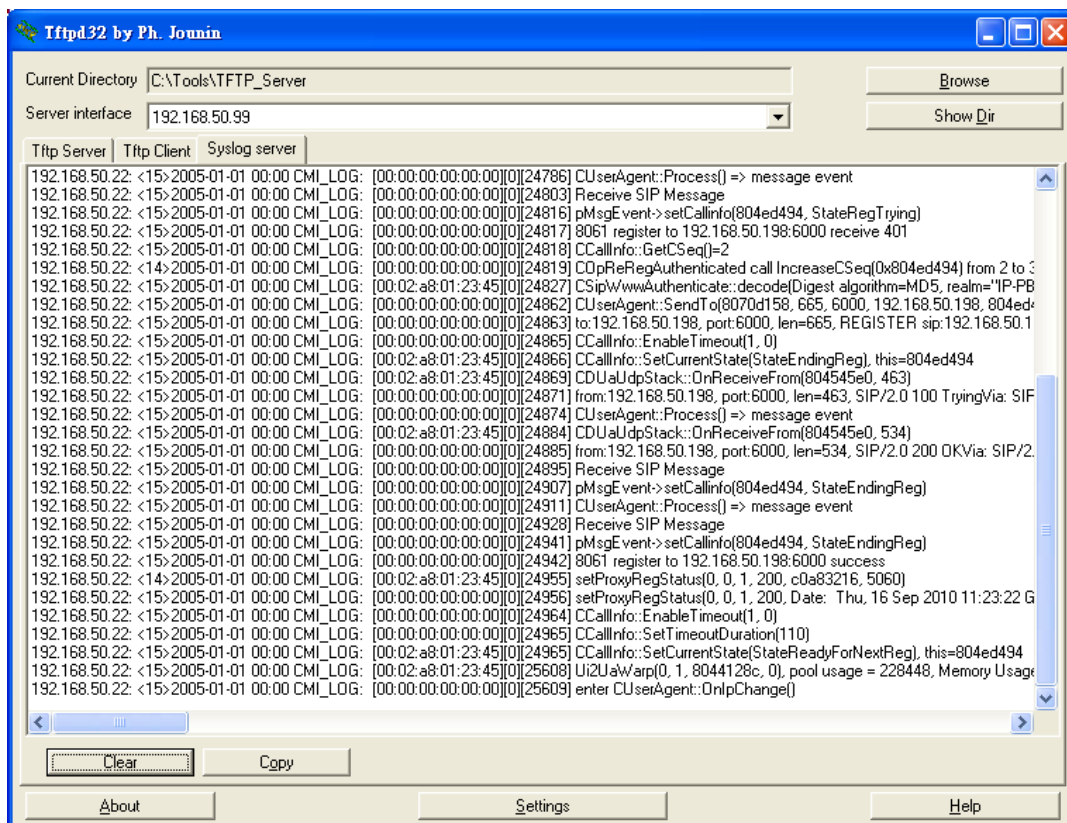 Tftpd32 by Ph. Jounin
Current Directory C:\Tools\TFTP_Server Browse
Server interface 192.168.50.99 Show Dir
Tftp Server Tftp Client Syslog server
192.168.50.22: <15>2005-01-01 00:00 CMI_LOG: [00:00:00:00:00:00][0][24786] CUserAgent::Process() => message event
192.168.50.22: <15>2005-01-01 00:00 CMI_LOG: [00:00:00:00:00:00][0][24803] Receive SIP Message
192.168.50.22: <15>2005-01-01 00:00 CMI_LOG: [00:00:00:00:00:00][0][24816] pMsgEvent->setCallinfo(804ed494, StateRegTrying)
192.168.50.22: <15>2005-01-01 00:00 CMI_LOG: [00:00:00:00:00:00][0][24817] 8061 register to 192.168.50.198:6000 receive 401
192.168.50.22: <15>2005-01-01 00:00 CMI_LOG: [00:00:00:00:00:00][0][24818] CCallInfo::GetCSeq()=2
192.168.50.22: <14>2005-01-01 00:00 CMI_LOG: [00:00:00:00:00:00][0][24819] COpReRegAuthenticated call IncreaseCSeq(0x804ed494) from 2 to 3
192.168.50.22: <15>2005-01-01 00:00 CMI_LOG: [00:00:00:00:00:00][0][24827] CSipWwwAuthenticate::decode(Digest algorithm=MD5, realm="IP-PB
192.168.50.22: <15>2005-01-01 00:00 CMI_LOG: [00:00:00:00:00:00][0][24862] CUserAgent::SendTo(8070d158, 665, 6000, 192.168.50.198, 804ed4
192.168.50.22: <15>2005-01-01 00:00 CMI_LOG: [00:00:00:00:00:00][0][24863] to:192.168.50.198, port:6000, len=665, REGISTER sip:192.168.50.1
192.168.50.22: <15>2005-01-01 00:00 CMI_LOG: [00:00:00:00:00:00][0][24865] CCallInfo::EnableTimeout(1, 0)
192.168.50.22: <15>2005-01-01 00:00 CMI_LOG: [00:02:a8:01:23:45][0][24866] CCallInfo::SetCurrentState(StateEndingReg), this=804ed494
192.168.50.22: <15>2005-01-01 00:00 CMI_LOG: [00:02:a8:01:23:45][0][24869] CDUaUdpStack::OnReceiveFrom(804545e0, 463)
192.168.50.22: <15>2005-01-01 00:00 CMI_LOG: [00:02:a8:01:23:45][0][24871] from:192.168.50.198, port:6000, len=463, SIP/2.0 100 TryingVia: SIF
192.168.50.22: <15>2005-01-01 00:00 CMI_LOG: [00:02:a8:01:23:45][0][24874] CUserAgent::Process() => message event
192.168.50.22: <15>2005-01-01 00:00 CMI_LOG: [00:02:a8:01:23:45][0][24884] CDUaUdpStack::OnReceiveFrom(804545e0, 534)
192.168.50.22: <15>2005-01-01 00:00 CMI_LOG: [00:02:a8:01:23:45][0][24885] from:192.168.50.198, port:6000, len=534, SIP/2.0 200 OKVia: SIP/2.
192.168.50.22: <15>2005-01-01 00:00 CMI_LOG: [00:02:a8:01:23:45][0][24895] Receive SIP Message
192.168.50.22: <15>2005-01-01 00:00 CMI_LOG: [00:00:00:00:00:00][0][24907] pMsgEvent->setCallinfo(804ed494, StateEndingReg)
192.168.50.22: <15>2005-01-01 00:00 CMI_LOG: [00:00:00:00:00:00][0][24911] CUserAgent::Process() => message event
192.168.50.22: <15>2005-01-01 00:00 CMI_LOG: [00:00:00:00:00:00][0][24928] Receive SIP Message
192.168.50.22: <15>2005-01-01 00:00 CMI_LOG: [00:00:00:00:00:00][0][24941] pMsgEvent->setCallinfo(804ed494, StateEndingReg)
192.168.50.22: <15>2005-01-01 00:00 CMI_LOG: [00:00:00:00:00:00][0][24942] 8061 register to 192.168.50.198:6000 success
192.168.50.22: <14>2005-01-01 00:00 CMI_LOG: [00:02:a8:01:23:45][0][24955] setProxyRegStatus(0, 0, 1, 200, c0a83216, 5060)
192.168.50.22: <15>2005-01-01 00:00 CMI_LOG: [00:02:a8:01:23:45][0][24956] setProxyRegStatus(0, 0, 1, 200, Date: Thu, 16 Sep 2010 11:23:22 G
192.168.50.22: <15>2005-01-01 00:00 CMI_LOG: [00:00:00:00:00:00][0][24964] CCallInfo::EnableTimeout(1, 0)
192.168.50.22: <15>2005-01-01 00:00 CMI_LOG: [00:02:a8:01:23:45][0][24965] CCallInfo::SetTimeoutDuration(110)
192.168.50.22: <15>2005-01-01 00:00 CMI_LOG: [00:02:a8:01:23:45][0][24965] CCallInfo::SetCurrentState(StateReadyForNextReg), this=804ed494
192.168.50.22: <15>2005-01-01 00:00 CMI_LOG: [00:02:a8:01:23:45][0][25608] Ui2UaWarp(0, 1, 8044128c, 0), pool usage = 228448, Memory Usage
192.168.50.22: <15>2005-01-01 00:00 CMI_LOG: [00:00:00:00:00:00][0][25609] enter CUserAgent::OnIpChange()
Clear Copy
About Settings Help